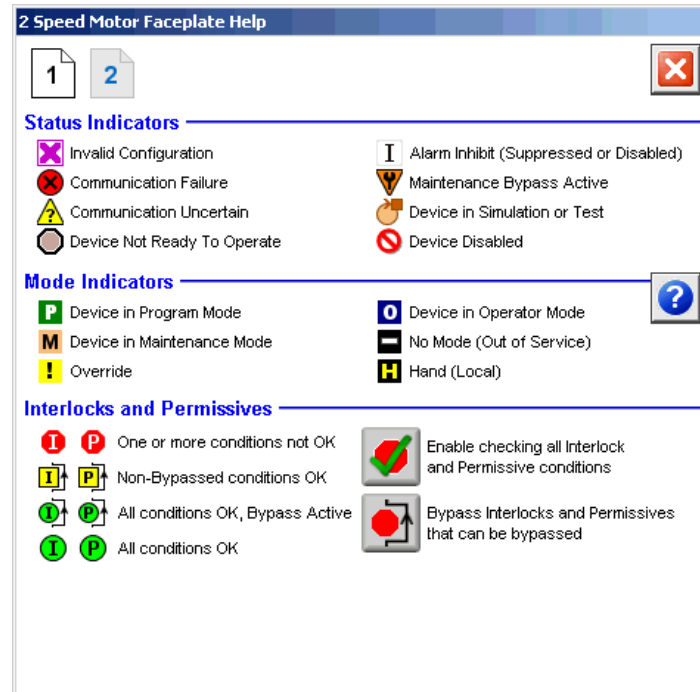 2 Speed Motor Faceplate Help
1 2
Status Indicators
Invalid Configuration
I Alarm Inhibit (Suppressed or Disabled)
Communication Failure
Maintenance Bypass Active
? Communication Uncertain
Device in Simulation or Test
Device Not Ready To Operate
Device Disabled
Mode Indicators
?
P Device in Program Mode
O Device in Operator Mode
M Device in Maintenance Mode
No Mode (Out of Service)
! Override
H Hand (Local)
Interlocks and Permissives
I P One or more conditions not OK
I P Non-Bypassed conditions OK
I P All conditions OK, Bypass Active
I P All conditions OK
Enable checking all Interlock
and Permissive conditions
Bypass Interlocks and Permissives
that can be bypassed